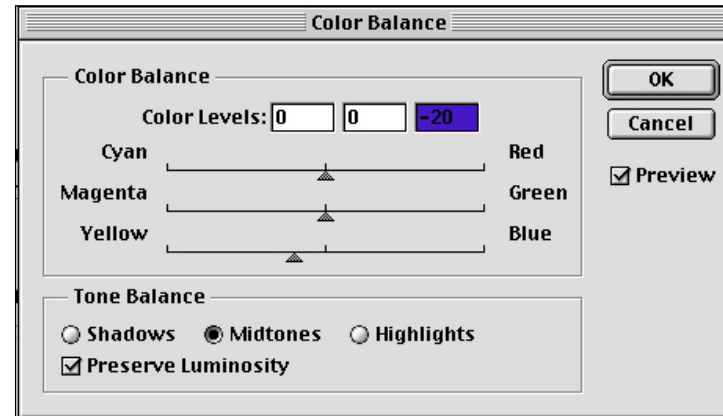 Color Balance
Color Balance
Color Levels: 0 0 -20
Cyan Red
Magenta Green
Yellow Blue
Tone Balance
Shadows Midtones Highlights
Preserve Luminosity
OK
Cancel
Preview